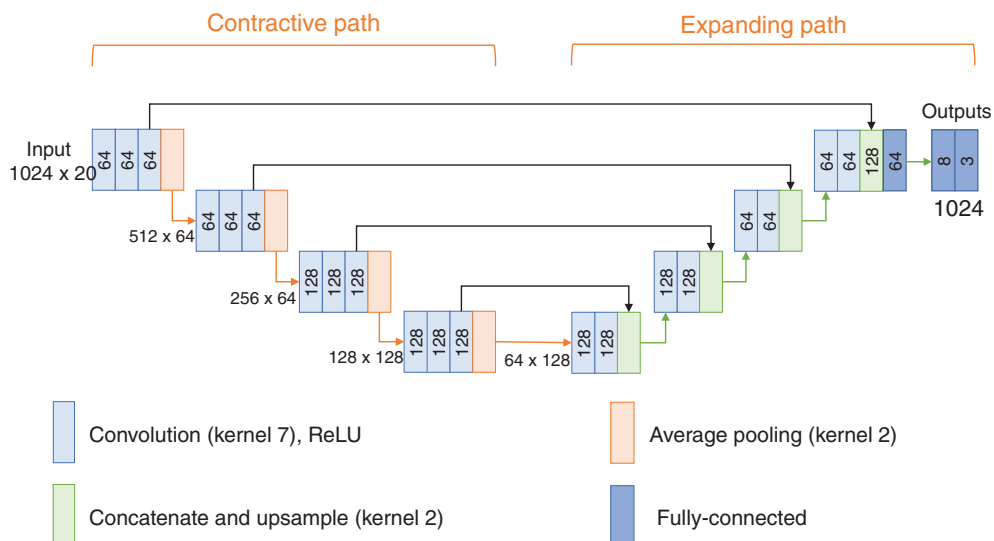 Contractive path
Expanding path
Input
1024 x 20
64 64 64
512 x 64
64 64 64
256 x 64
128 128 128
128 x 128
128 128 128
64 x 128
128 128
128 128
64 64
64 64 128 64
Outputs
8 3
1024
Convolution (kernel 7), ReLU
Average pooling (kernel 2)
Concatenate and upsample (kernel 2)
Fully-connected